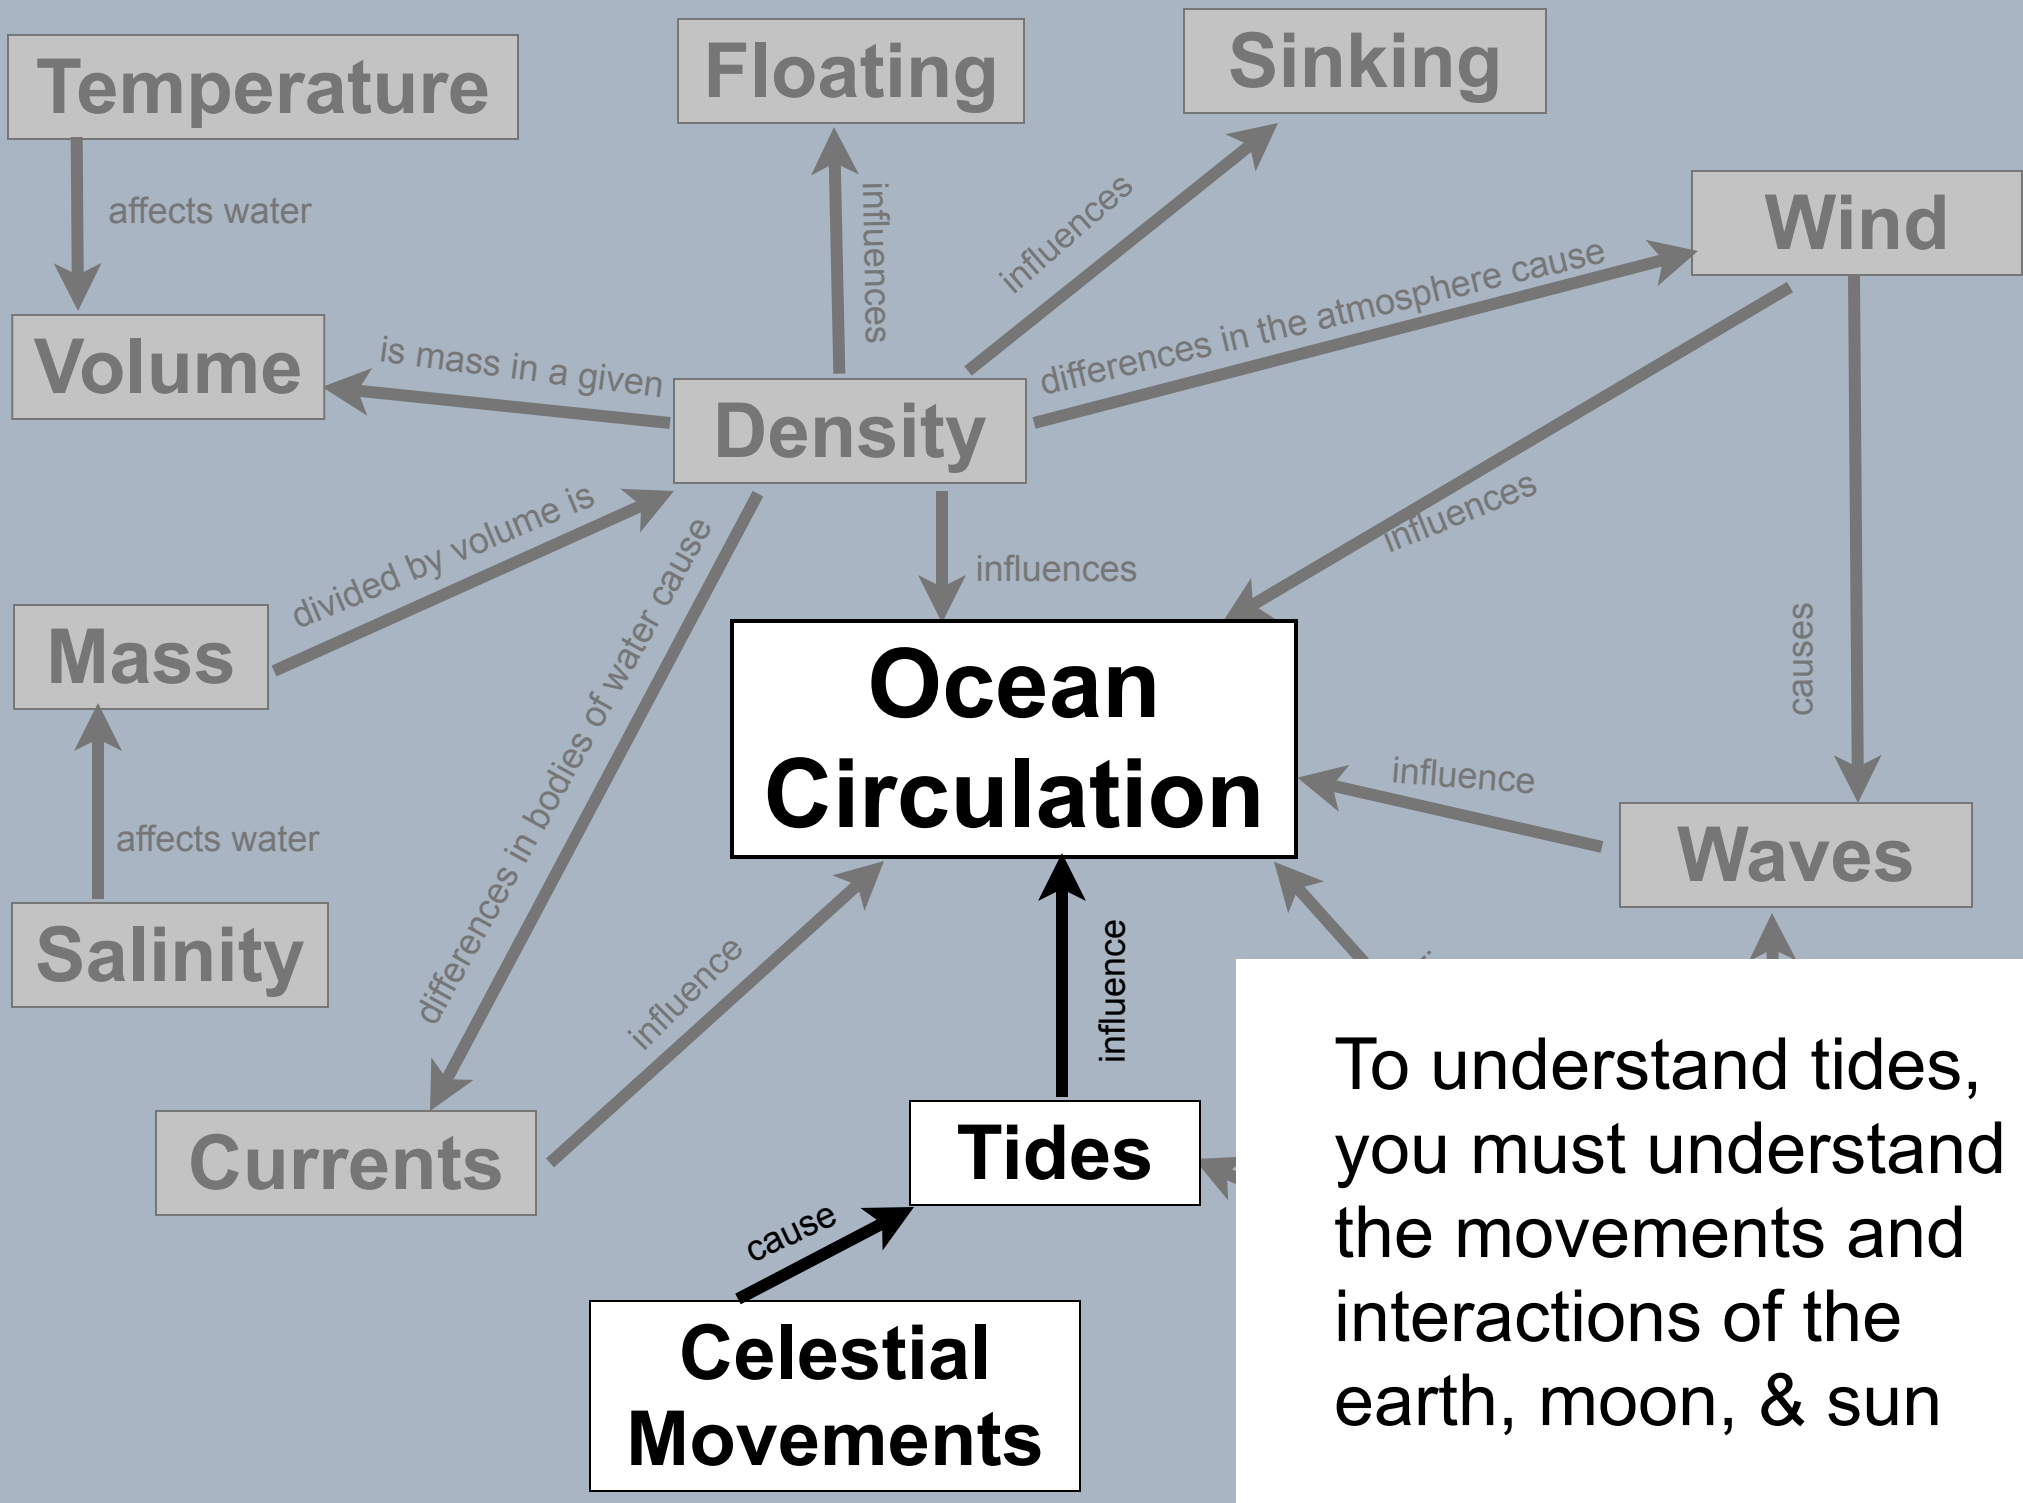 Temperature
Floating
Sinking
affects water
influences
influences
Wind
differences in the atmosphere cause
Volume
is mass in a given
Density
influences
divided by volume is
influences
differences in bodies of water cause
Mass
Ocean
Circulation
causes
influence
affects water
Waves
Salinity
influence
influence
Currents
Tides
cause
Celestial
Movements
To understand tides,
you must understand
the movements and
interactions of the
earth, moon, & sun